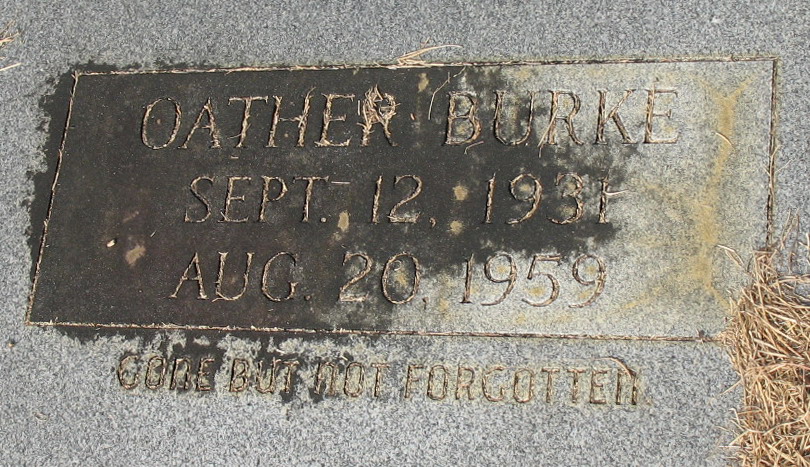 OATHER BURKE
SEPT. 12, 1931
AUG. 20, 1959
GONE BUT NOT FORGOTTEN.